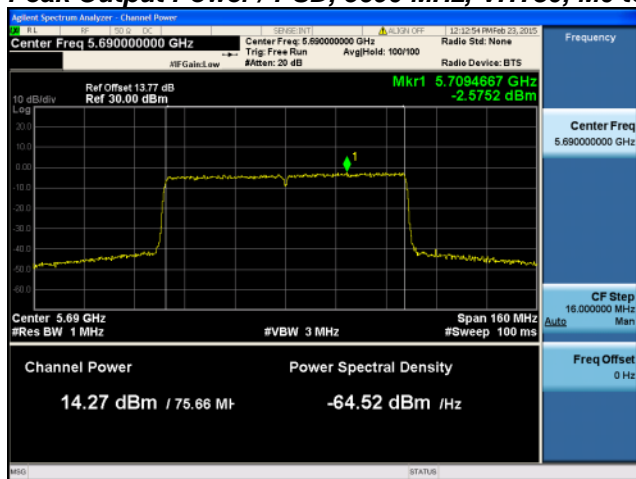 Agilent Spectrum Analyzer - Channel Power
RL RF 50 Ω DC SENSE:INT ALIGN OFF 12:12:54 PM Feb 23, 2015
Center Freq 5.690000000 GHz
Center Freq: 5.690000000 GHz
Radio Std: None
Trig: Free Run Avg|Hold: 100/100
#IFGain:Low #Atten: 20 dB Radio Device: BTS
Frequency
Ref Offset 13.77 dB
10 dB/div Ref 30.00 dBm
Mkr1 5.7094667 GHz
-2.5752 dBm
Log
20.0
10.0
0.00
-10.0
-20.0
-30.0
-40.0
-50.0
-60.0
1
Center Freq
5.690000000 GHz
Center 5.69 GHz Span 160 MHz
#Res BW 1 MHz #VBW 3 MHz #Sweep 100 ms
CF Step
16.000000 MHz
Auto Man
Freq Offset
0 Hz
Channel Power Power Spectral Density
14.27 dBm / 75.66 MH -64.52 dBm /Hz
MSG STATUS